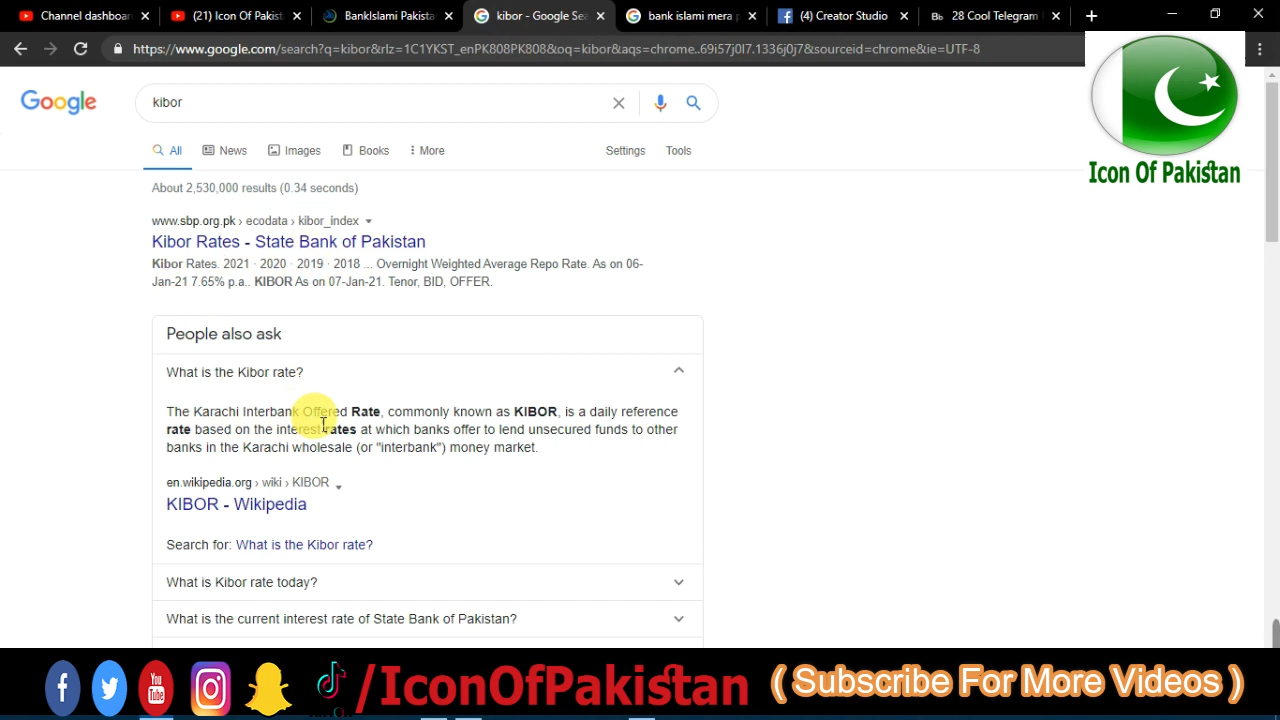 Channel dashboard
(21) Icon Of Pakist
BankIslami Pakista
kibor - Google Sea
bank islami mera p
(4) Creator Studio
Bb 28 Cool Telegram
https://www.google.com/search?q=kibor&rlz=1C1YKST_enPK808PK808&oq=kibor&aqs=chrome..69i57j0l7.1336j0j7&sourceid=chrome&ie=UTF-8
Icon Of Pakistan
Google
kibor
All News Images Books More Settings Tools
About 2,530,000 results (0.34 seconds)
www.sbp.org.pk › ecodata › kibor_index
Kibor Rates - State Bank of Pakistan
Kibor Rates. 2021 · 2020 · 2019 · 2018 ... Overnight Weighted Average Repo Rate. As on 06-
Jan-21 7.65% p.a.. KIBOR As on 07-Jan-21. Tenor, BID, OFFER.
People also ask
What is the Kibor rate?
The Karachi Interbank Offered Rate, commonly known as KIBOR, is a daily reference
rate based on the interest rates at which banks offer to lend unsecured funds to other
banks in the Karachi wholesale (or "interbank") money market.
en.wikipedia.org › wiki › KIBOR
KIBOR - Wikipedia
Search for: What is the Kibor rate?
What is Kibor rate today?
What is the current interest rate of State Bank of Pakistan?
You Tube
/IconOfPakistan
( Subscribe For More Videos )